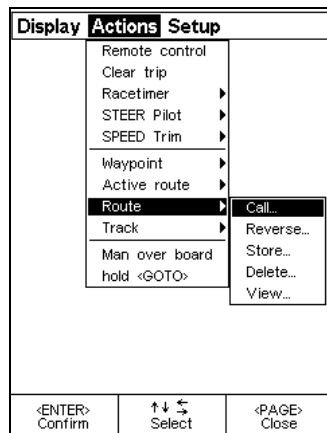 Display Actions Setup
Remote control
Clear trip
Racetimer
STEER Pilot
SPEED Trim
Waypoint
Active route
Route
Track
Man over board
hold <GOTO>
Call...
Reverse...
Store...
Delete...
View...
<ENTER> ↑↓ ⇆ <PAGE>
Confirm Select Close